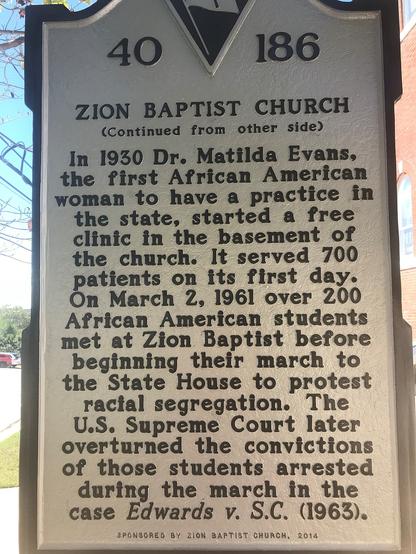 40 186
ZION BAPTIST CHURCH
(Continued from other side)
In 1930 Dr. Matilda Evans,
the first African American
woman to have a practice in
the state, started a free
clinic in the basement of
the church. It served 700
patients on its first day.
On March 2, 1961 over 200
African American students
met at Zion Baptist before
beginning their march to
the State House to protest
racial segregation. The
U.S. Supreme Court later
overturned the convictions
of those students arrested
during the march in the
case Edwards v. S.C. (1963).
SPONSORED BY ZION BAPTIST CHURCH, 2014